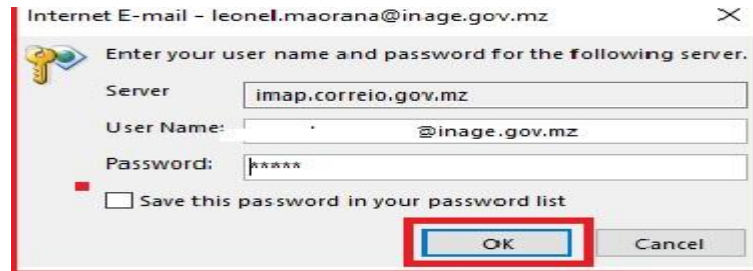 Internet E-mail - leonel.maorana@inage.gov.mz
Enter your user name and password for the following server.
Server imap.correio.gov.mz
User Name: @inage.gov.mz
Password: *****
Save this password in your password list
OK Cancel